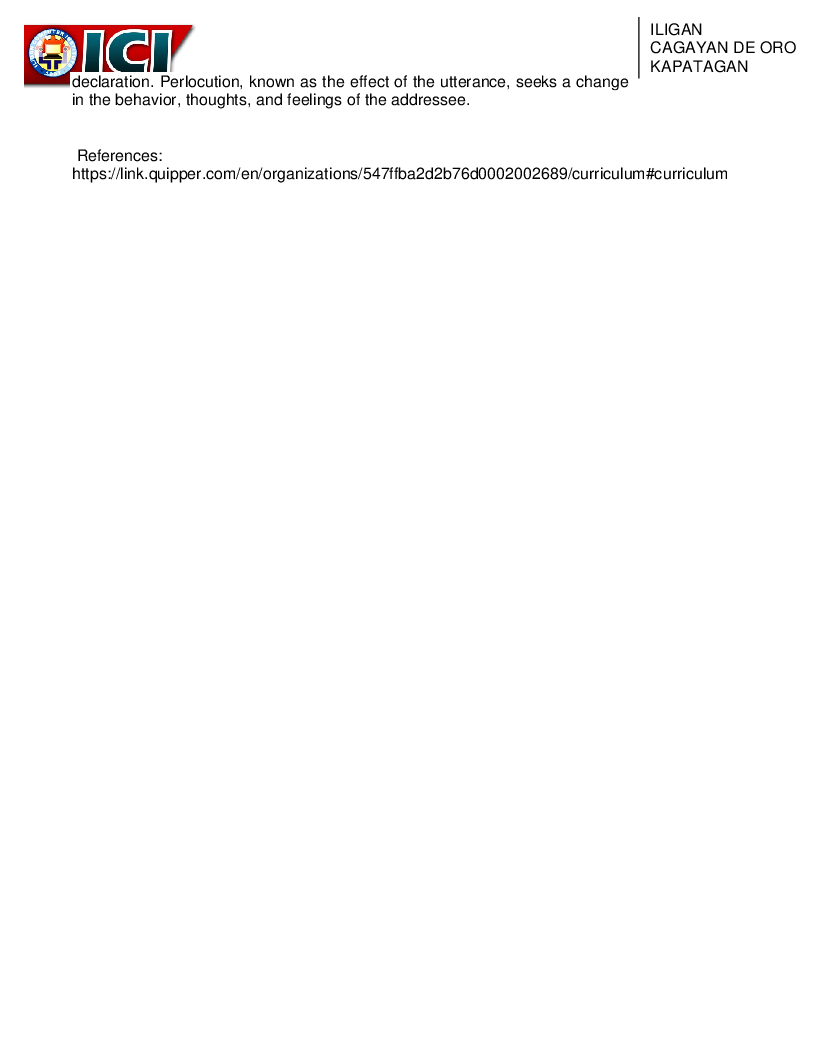 ICI
ILIGAN
CAGAYAN DE ORO
KAPATAGAN
declaration. Perlocution, known as the effect of the utterance, seeks a change
in the behavior, thoughts, and feelings of the addressee.
References:
https://link.quipper.com/en/organizations/547ffba2d2b76d0002002689/curriculum#curriculum